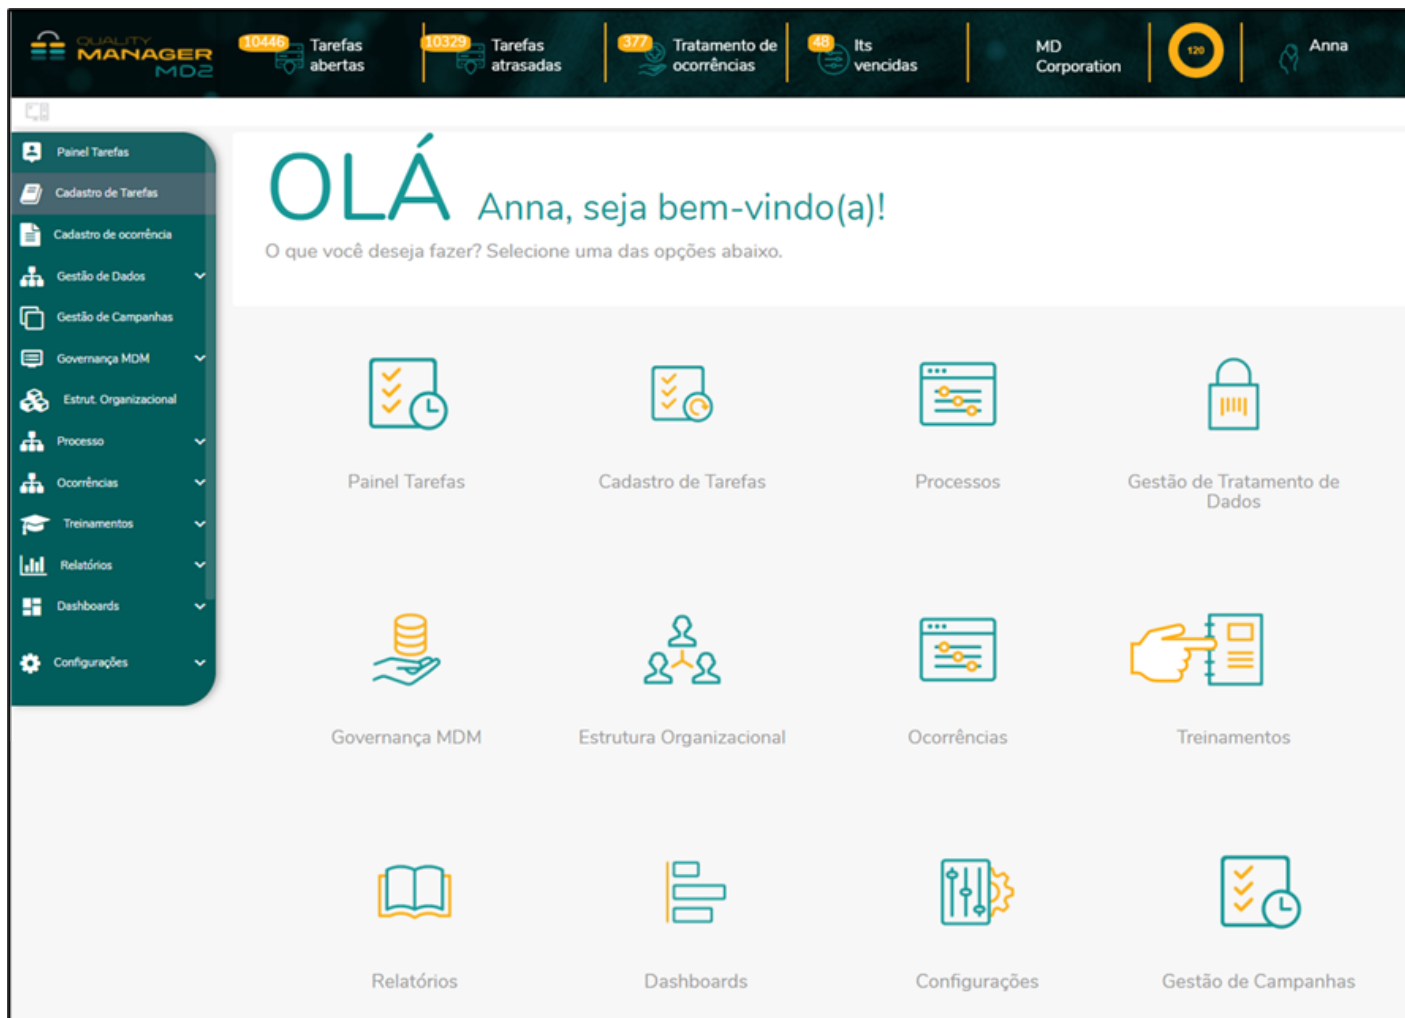 QUALITY
MANAGER
MD2
10446
Tarefas
abertas
10329
Tarefas
atrasadas
377
Tratamento de
ocorrências
48
Its
vencidas
MD
Corporation
120
Anna
Painel Tarefas
Cadastro de Tarefas
Cadastro de ocorrência
Gestão de Dados
Gestão de Campanhas
Governança MDM
Estrut. Organizacional
Processo
Ocorrências
Treinamentos
Relatórios
Dashboards
Configurações
OLÁ Anna, seja bem-vindo(a)!
O que você deseja fazer? Selecione uma das opções abaixo.
Painel Tarefas
Cadastro de Tarefas
Processos
Gestão de Tratamento de
Dados
Governança MDM
Estrutura Organizacional
Ocorrências
Treinamentos
Relatórios
Dashboards
Configurações
Gestão de Campanhas